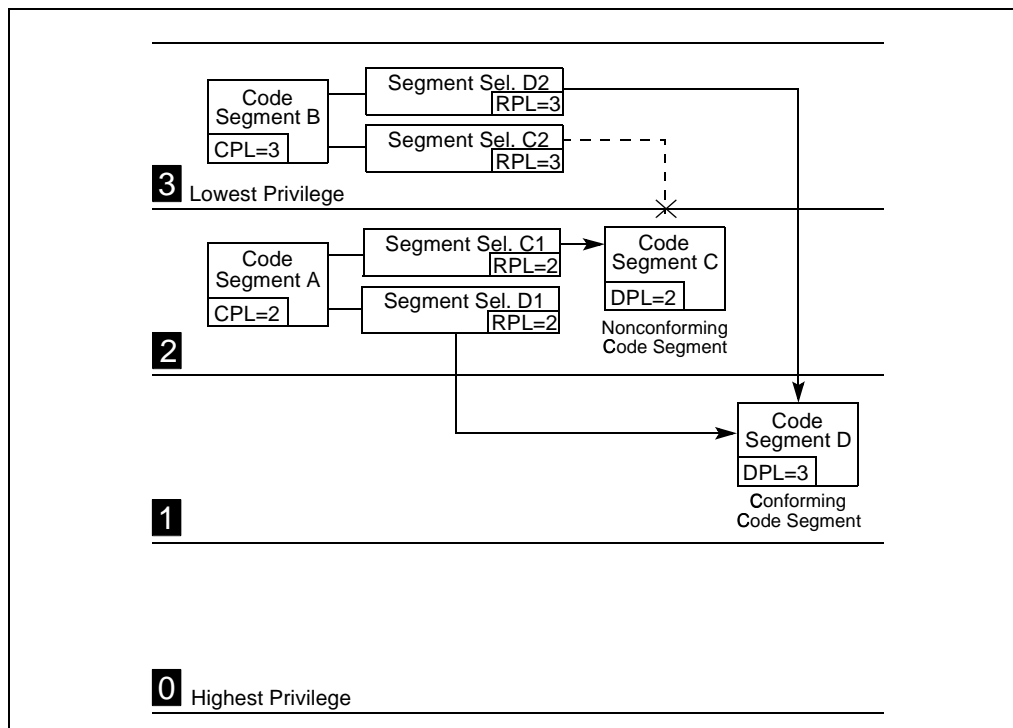 Code
Segment B
CPL=3
Segment Sel. D2
RPL=3
Segment Sel. C2
RPL=3
3 Lowest Privilege
Code
Segment A
CPL=2
Segment Sel. C1
RPL=2
Segment Sel. D1
RPL=2
Code
Segment C
DPL=2
Nonconforming
Code Segment
2
Code
Segment D
DPL=3
Conforming
Code Segment
1
0 Highest Privilege